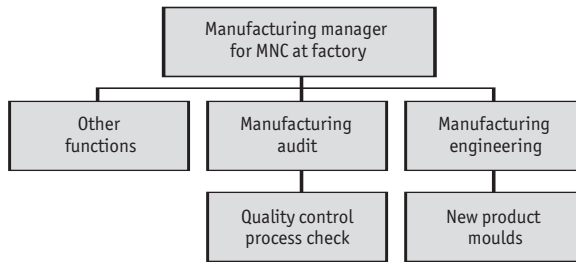 Manufacturing manager
for MNC at factory
Other
functions
Manufacturing
audit
Manufacturing
engineering
Quality control
process check
New product
moulds